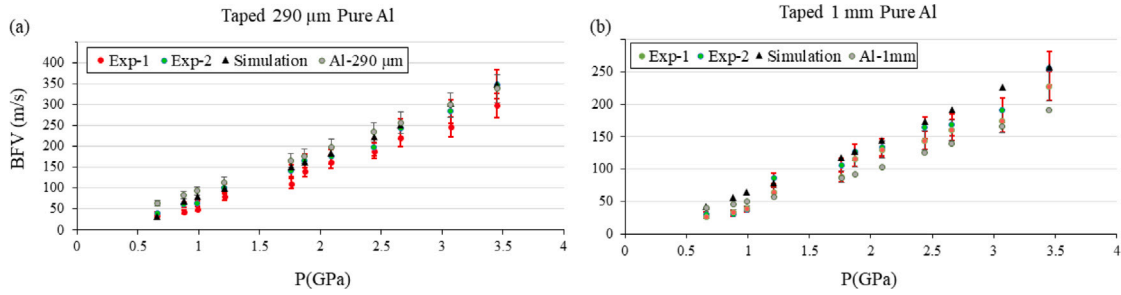 Taped 290 µm Pure Al
(a)
Exp-1 Exp-2 Simulation Al-290 µm
BFV (m/s)
450
400
350
300
250
200
150
100
50
0
0 0.5 1 1.5 2 2.5 3 3.5 4
P(GPa)
Taped 1 mm Pure Al
(b)
Exp-1 Exp-2 Simulation Al-1mm
250
200
150
100
50
0
0 0.5 1 1.5 2 2.5 3 3.5 4
P(GPa)